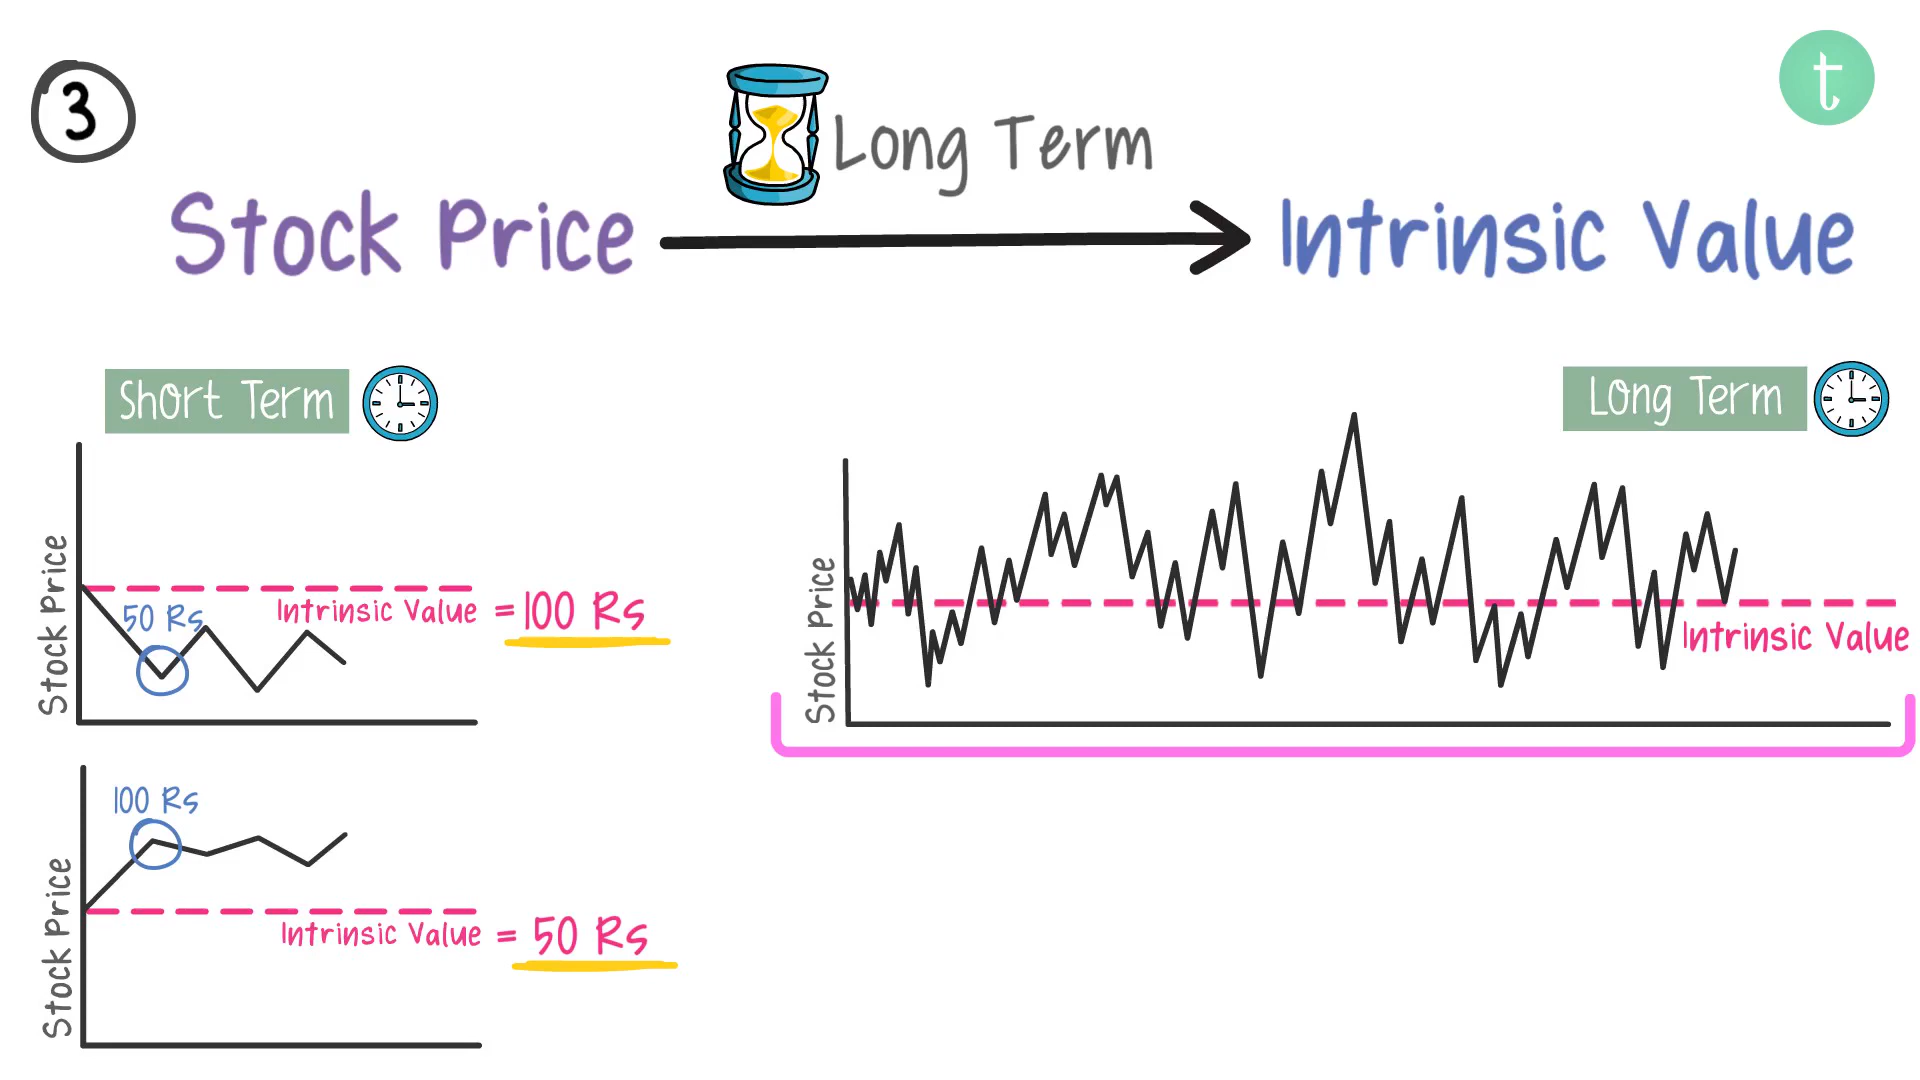 3
t
Long Term
Stock Price
Intrinsic Value
Short Term
Stock Price
50 Rs
Intrinsic Value = 100 Rs
Long Term
Stock Price
Intrinsic Value
100 Rs
Stock Price
Intrinsic Value = 50 Rs